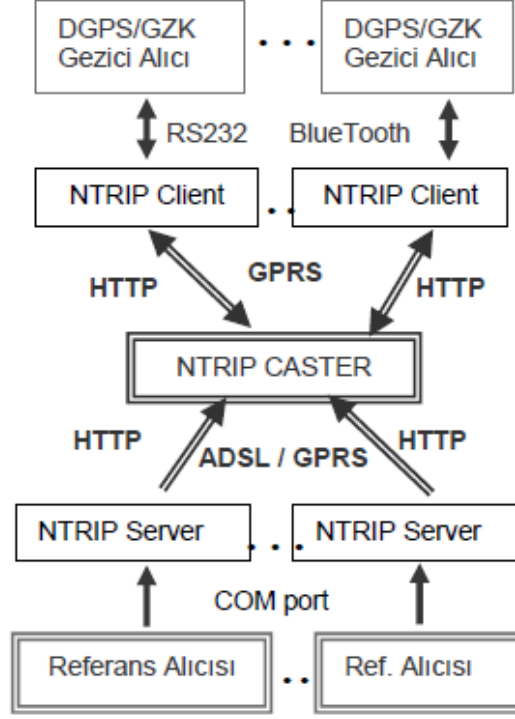 DGPS/GZK
Gezici Alıcı
. . .
DGPS/GZK
Gezici Alıcı
RS232
BlueTooth
NTRIP Client
. .
NTRIP Client
HTTP
GPRS
HTTP
NTRIP CASTER
HTTP
ADSL / GPRS
HTTP
NTRIP Server
. . .
NTRIP Server
COM port
Referans Alıcısı
. .
Ref. Alıcısı